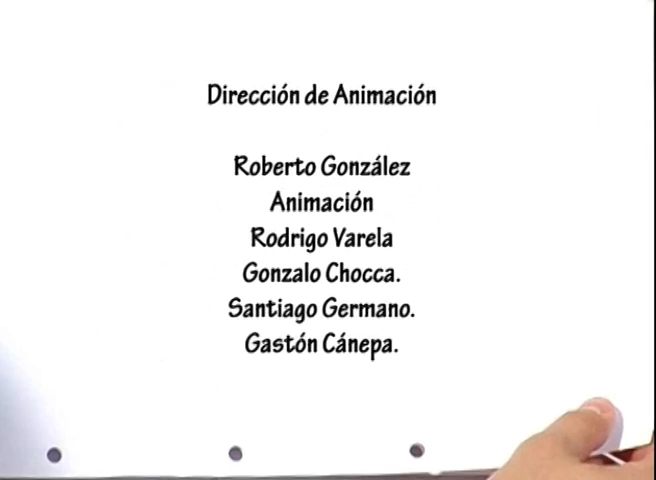 Dirección de Animación
Roberto González
Animación
Rodrigo Varela
Gonzalo Chocca.
Santiago Germano.
Gastón Cánepa.